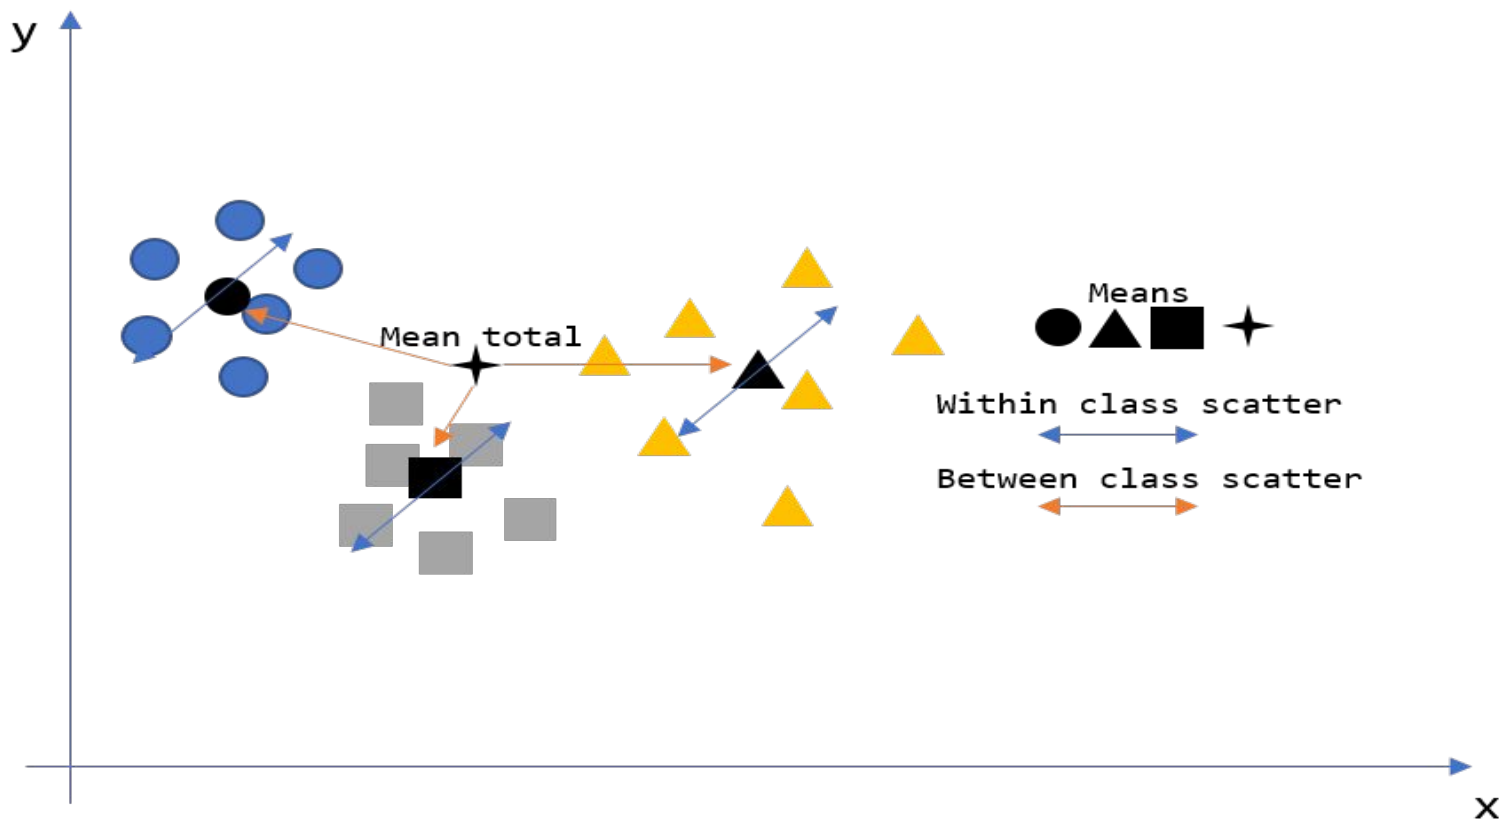 y
Mean total
Means
Within class scatter
Between class scatter
x